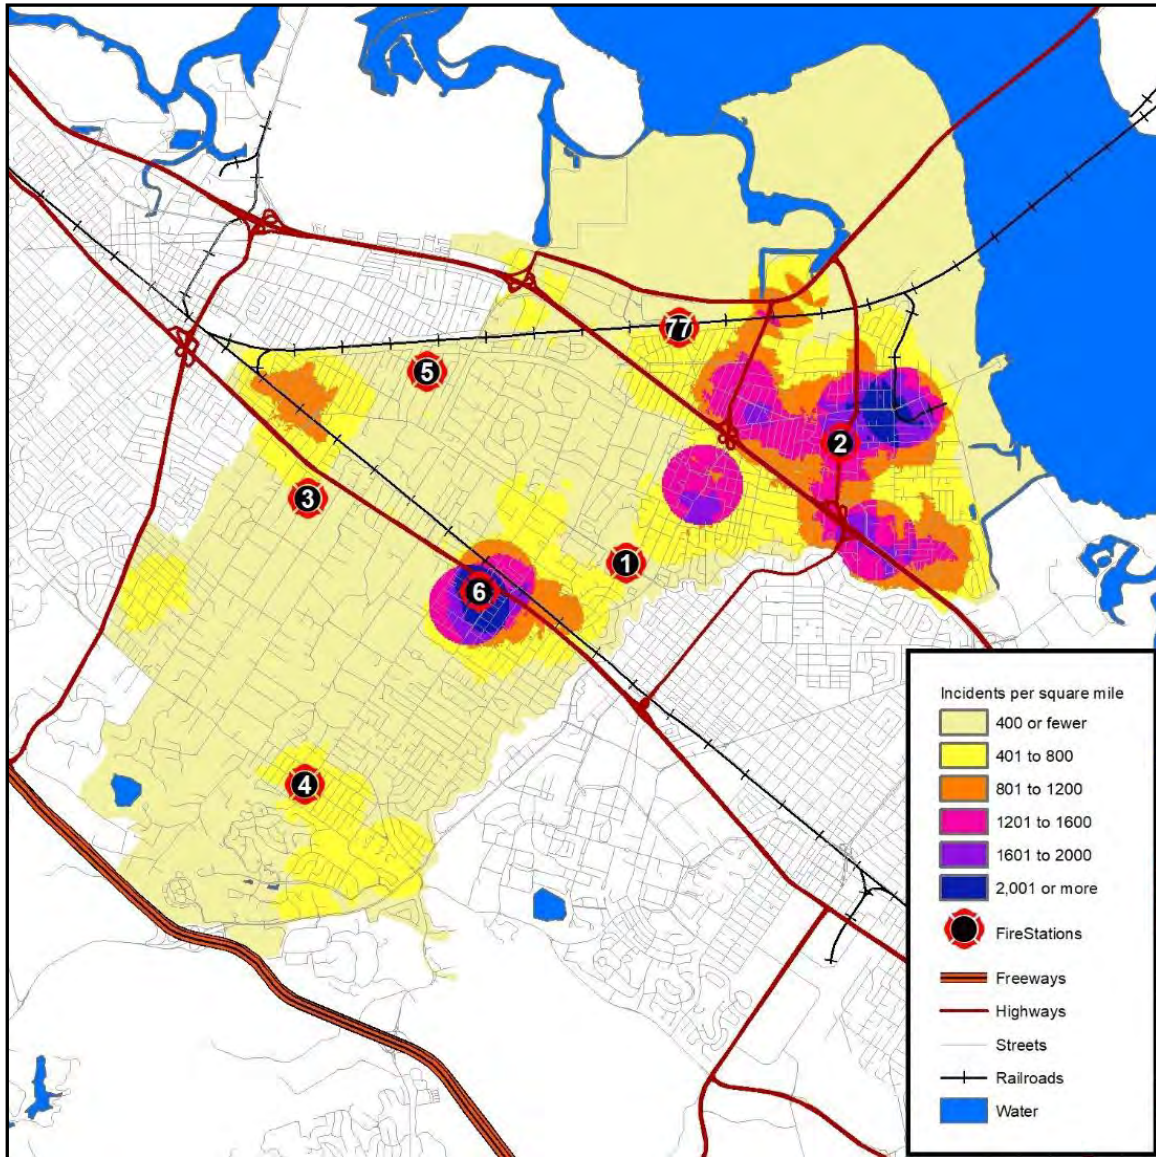 77
5
2
3
1
6
4
Incidents per square mile
400 or fewer
401 to 800
801 to 1200
1201 to 1600
1601 to 2000
2,001 or more
FireStations
Freeways
Highways
Streets
Railroads
Water